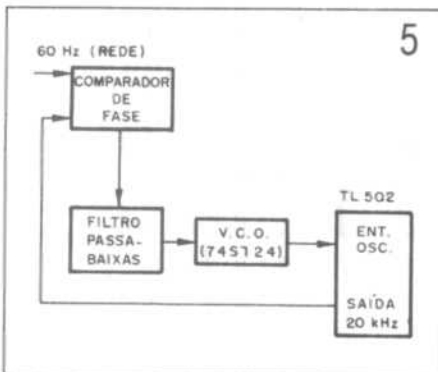 5
60 Hz (REDE)
COMPARADOR
DE
FASE
TL 502
FILTRO
PASSA-
BAIXAS
V.C.O.
(74S124)
ENT.
OSC.
SAÍDA
20 kHz